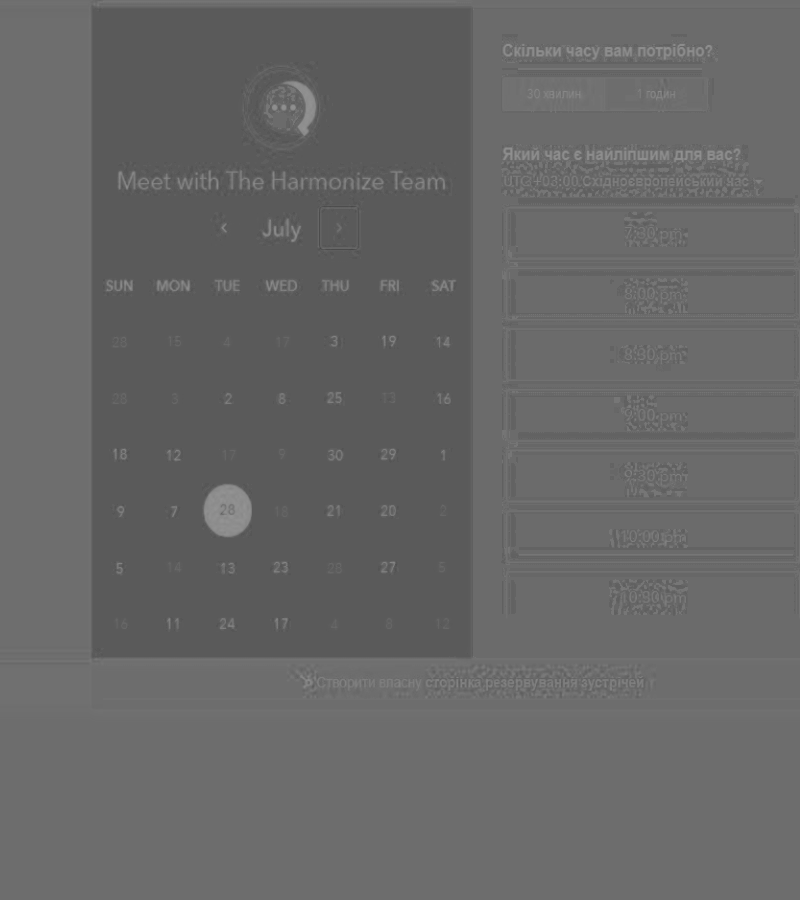 Meet with The Harmonize Team
July
SUN MON TUE WED THU FRI SAT
28 15 4 17 3 19 14
28 3 2 8 25 13 16
18 12 17 9 30 29 1
9 7 28 18 21 20 2
5 14 13 23 28 27 6
16 11 24 17 4 8 12
Скільки часу вам потрібно?
30 хвилин 1 годин
Який час є найліпшим для вас?
UTC+03:00 Східноєвропейський час
7:30 pm
8:00 pm
8:30 pm
9:00 pm
9:30 pm
10:00 pm
10:30 pm
Створити власну сторінка резервування зустрічей